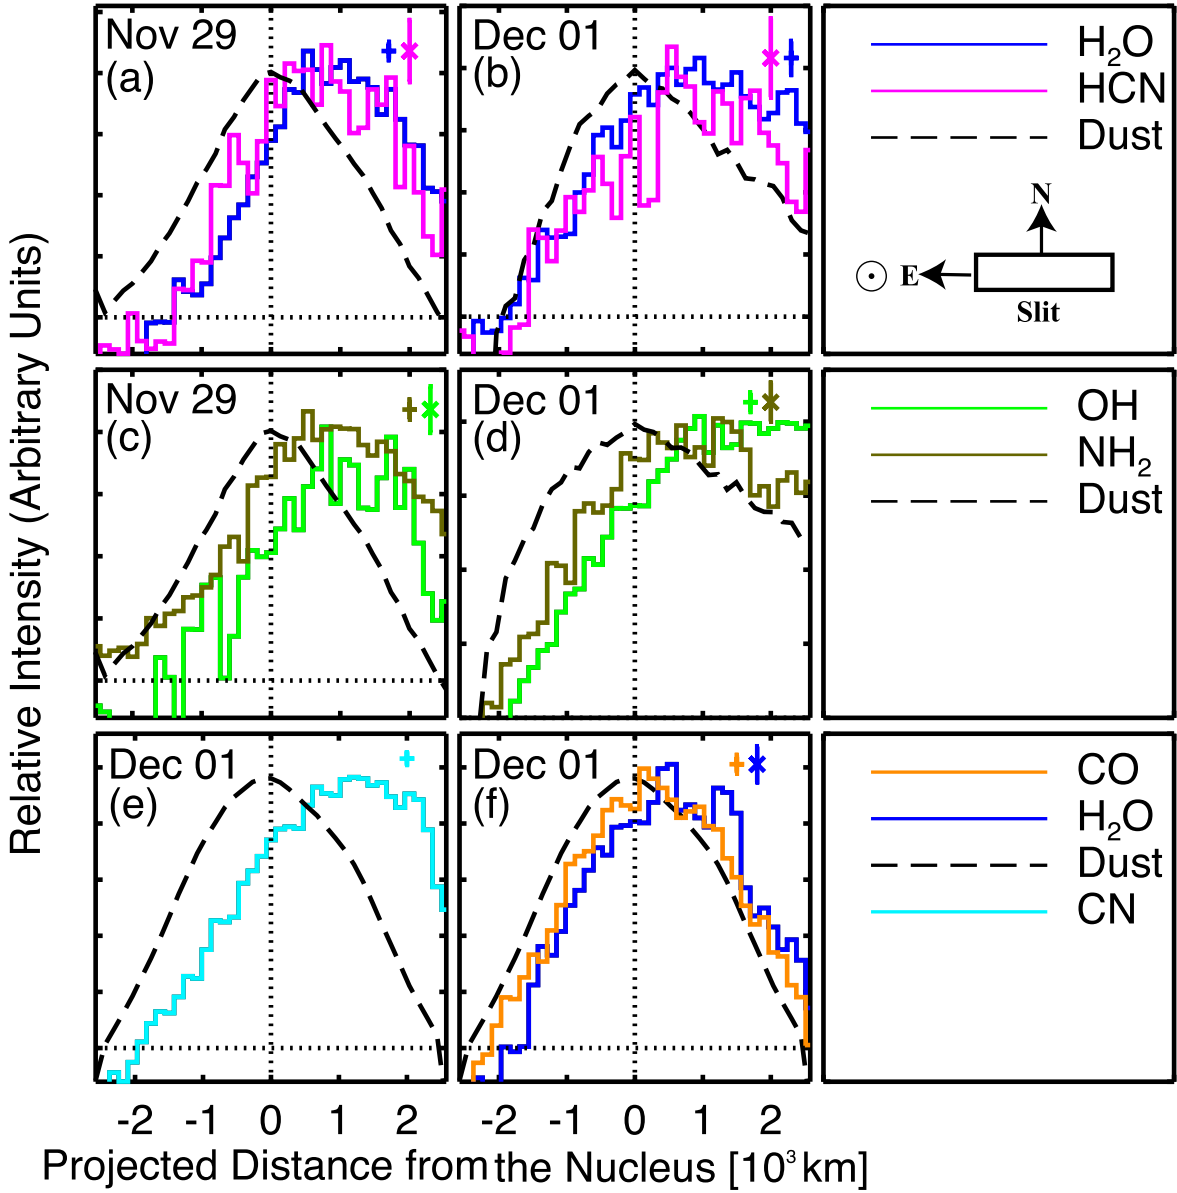 Relative Intensity (Arbitrary Units)
Nov 29
(a)
Dec 01
(b)
H₂O
HCN
Dust
N
E
Slit
Nov 29
(c)
Dec 01
(d)
OH
NH₂
Dust
Dec 01
(e)
Dec 01
(f)
CO
H₂O
Dust
CN
-2 -1 0 1 2
-2 -1 0 1 2
Projected Distance from the Nucleus [10³ km]